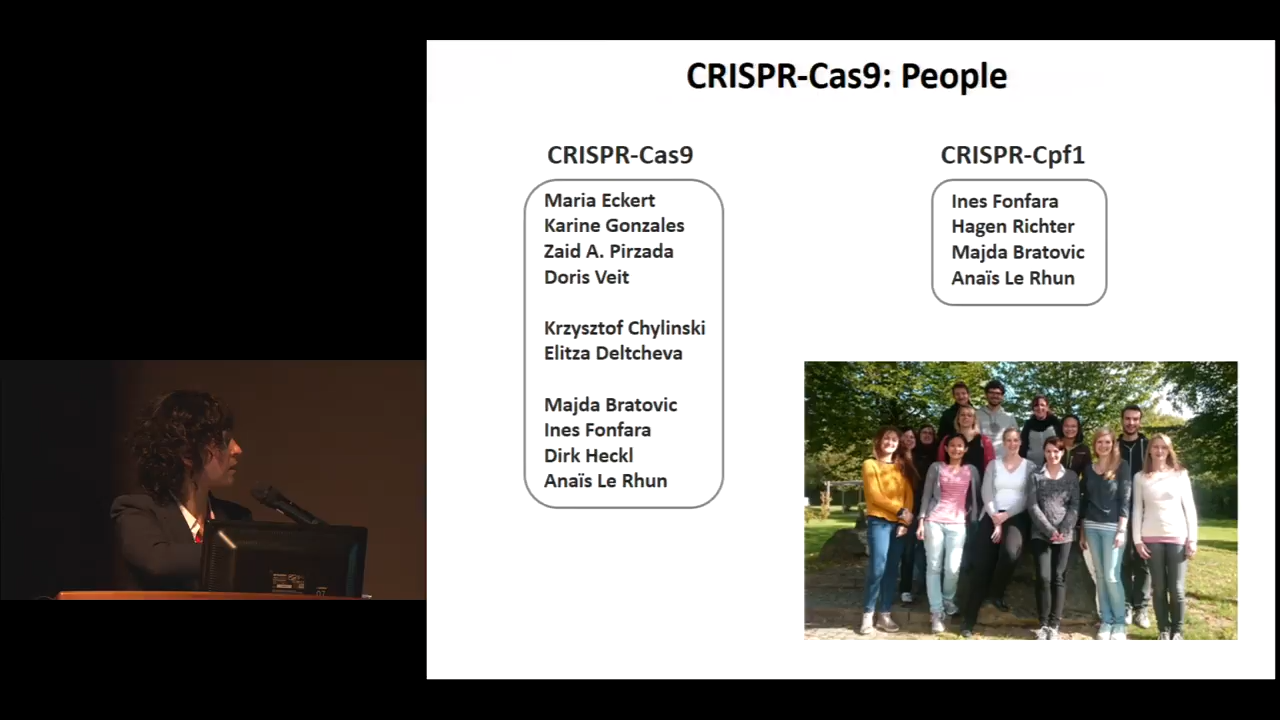 CRISPR-Cas9: People
CRISPR-Cas9
Maria Eckert
Karine Gonzales
Zaid A. Pirzada
Doris Veit
Krzysztof Chylinski
Elitza Deltcheva
Majda Bratovic
Ines Fonfara
Dirk Heckl
Anaïs Le Rhun
CRISPR-Cpf1
Ines Fonfara
Hagen Richter
Majda Bratovic
Anaïs Le Rhun
07